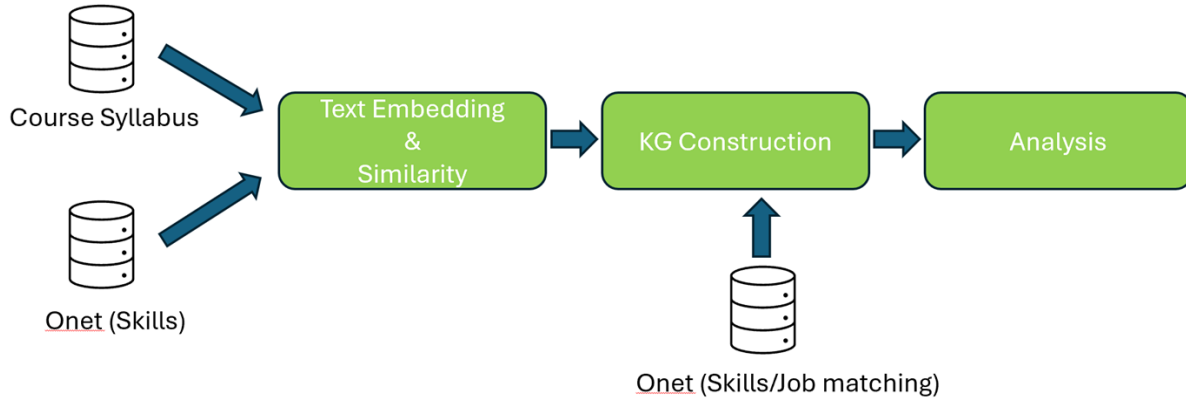 Course Syllabus
Text Embedding
&
Similarity
KG Construction
Analysis
Onet (Skills)
Onet (Skills/Job matching)